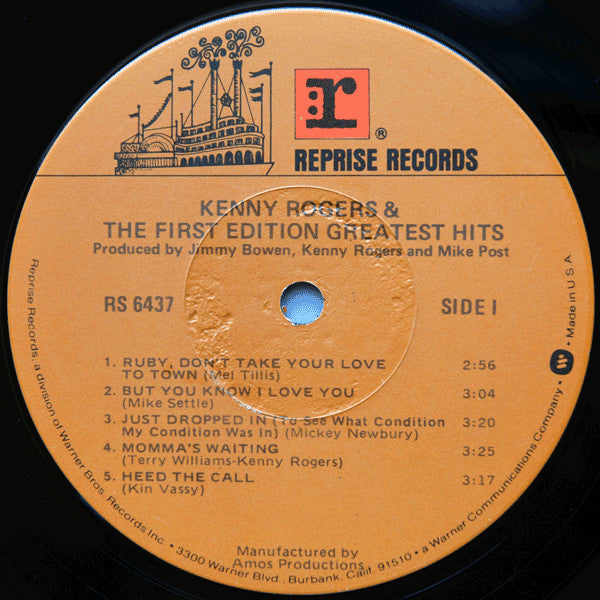 r
®
REPRISE RECORDS
KENNY ROGERS &
THE FIRST EDITION GREATEST HITS
Produced by Jimmy Bowen, Kenny Rogers and Mike Post
RS 6437
SIDE I
1. RUBY, DON'T TAKE YOUR LOVE
TO TOWN (Mel Tillis) 2:56
2. BUT YOU KNOW I LOVE YOU 3:04
(Mike Settle)
3. JUST DROPPED IN (To See What Condition 3:20
My Condition Was In) (Mickey Newbury)
4. MOMMA'S WAITING 3:25
(Terry Williams-Kenny Rogers)
5. HEED THE CALL 3:17
(Kin Vassy)
Manufactured by
Amos Productions
Reprise Records, a division of Warner Bros. Records Inc. • 3300 Warner Blvd., Burbank, Calif. 91510 • a Warner Communications Company. • Made in U.S.A.